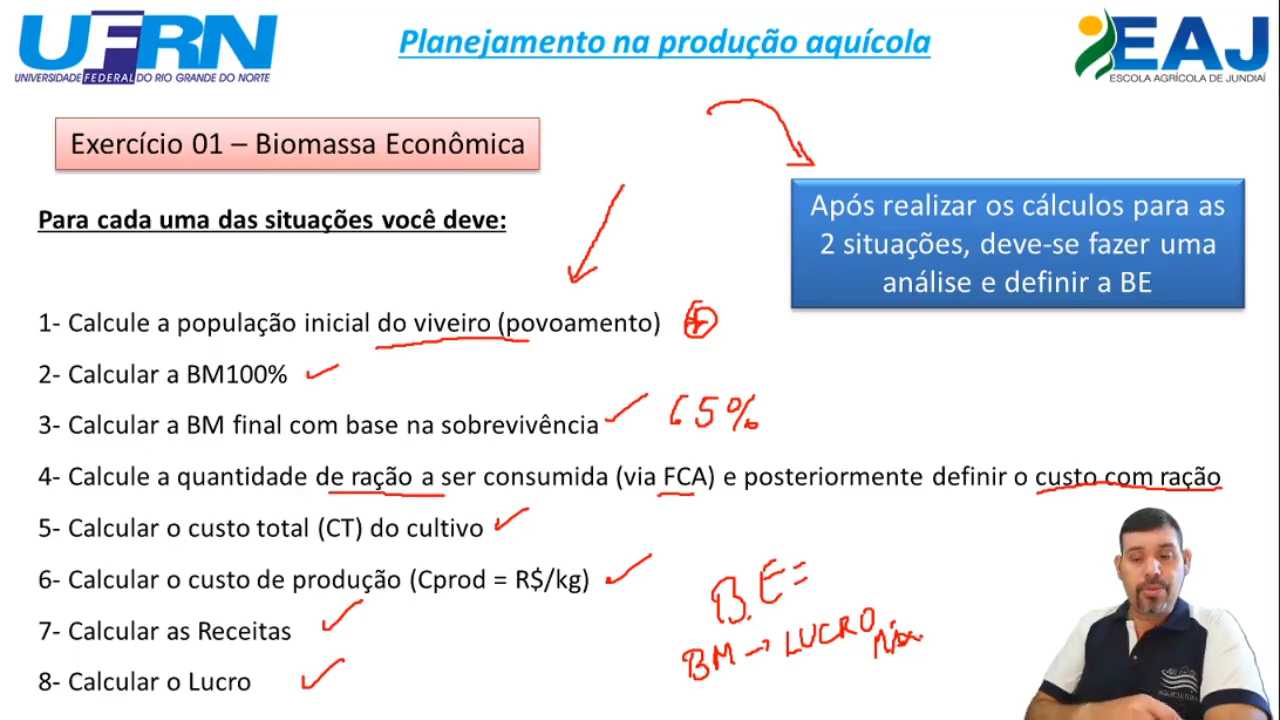 UFRN
UNIVERSIDADE FEDERAL DO RIO GRANDE DO NORTE
Planejamento na produção aquícola
EAJ
ESCOLA AGRÍCOLA DE JUNDIAÍ
Exercício 01 – Biomassa Econômica
Para cada uma das situações você deve:
Após realizar os cálculos para as
2 situações, deve-se fazer uma
análise e definir a BE
1- Calcule a população inicial do viveiro (povoamento)
2- Calcular a BM100%
3- Calcular a BM final com base na sobrevivência
65%
4- Calcule a quantidade de ração a ser consumida (via FCA) e posteriormente definir o custo com ração
5- Calcular o custo total (CT) do cultivo
6- Calcular o custo de produção (Cprod = R$/kg)
B.E=
7- Calcular as Receitas
BM → LUCRO
8- Calcular o Lucro